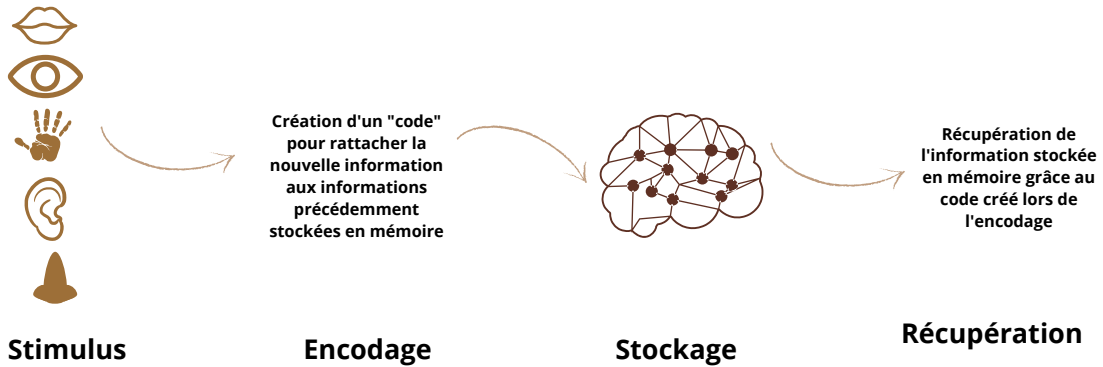 Création d'un "code"
pour rattacher la
nouvelle information
aux informations
précédemment
stockées en mémoire
Récupération de
l'information stockée
en mémoire grâce au
code créé lors de
l'encodage
Stimulus
Encodage
Stockage
Récupération